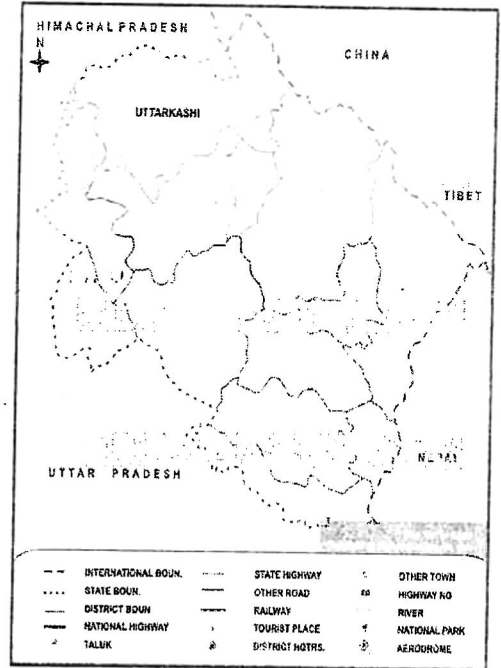 HIMACHAL PRADESH
N
CHINA
UTTARKASHI
TIBET
UTTAR PRADESH
INTERNATIONAL BOUN.
STATE HIGHWAY
OTHER TOWN
STATE BOUN.
OTHER ROAD
HIGHWAY NO
DISTRICT BOUN
RAILWAY
RIVER
NATIONAL HIGHWAY
TOURIST PLACE
NATIONAL PARK
TALUK
DISTRICT HQTRS.
AERODROME